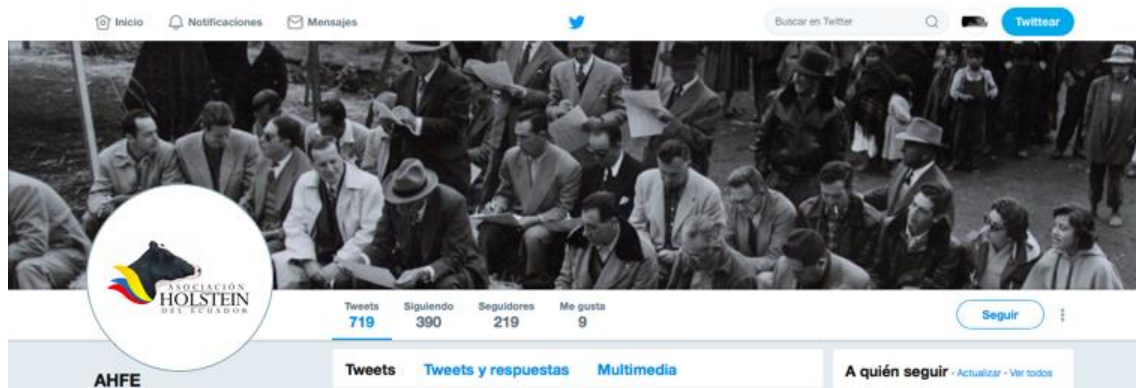 Inicio Notificaciones Mensajes Buscar en Twitter Twittear
ASOCIACIÓN
HOLSTEIN
DEL ECUADOR
Tweets Siguiendo Seguidores Me gusta
719 390 219 9
Seguir
AHFE
Tweets Tweets y respuestas Multimedia
A quién seguir · Actualizar · Ver todos